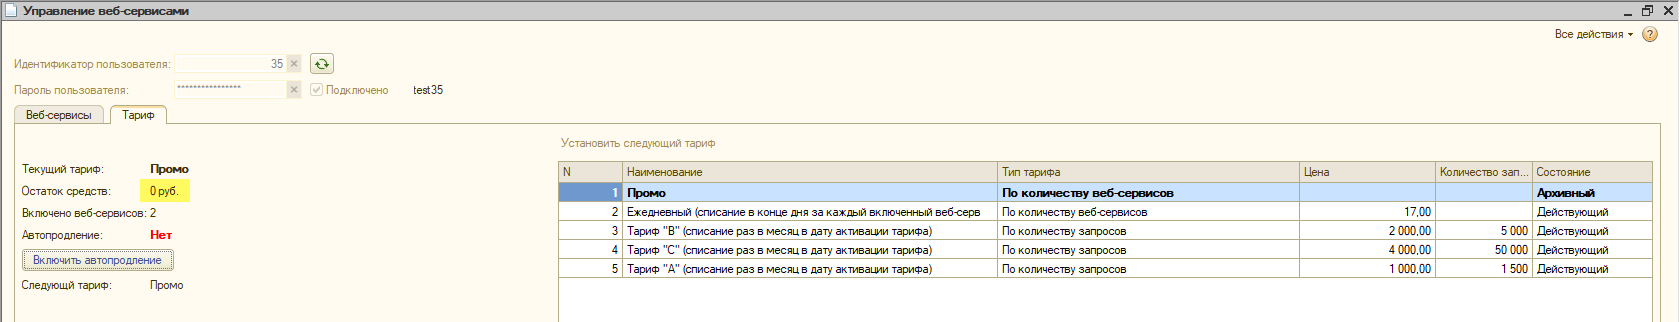 Управление веб-сервисами
Все действия
?
Идентификатор пользователя: 35
Пароль пользователя: **************** Подключено test35
Веб-сервисы Тариф
Установить следующий тариф
Текущий тариф: Промо
Остаток средств: 0 руб.
Включено веб-сервисов: 2
Автопродление: Нет
Включить автопродление
Следующй тариф: Промо
N Наименование Тип тарифа Цена Количество зап... Состояние
1 Промо По количеству веб-сервисов Архивный
2 Ежедневный (списание в конце дня за каждый включенный веб-серв По количеству веб-сервисов 17,00 Действующий
3 Тариф "B" (списание раз в месяц в дату активации тарифа) По количеству запросов 2 000,00 5 000 Действующий
4 Тариф "C" (списание раз в месяц в дату активации тарифа) По количеству запросов 4 000,00 50 000 Действующий
5 Тариф "A" (списание раз в месяц в дату активации тарифа) По количеству запросов 1 000,00 1 500 Действующий